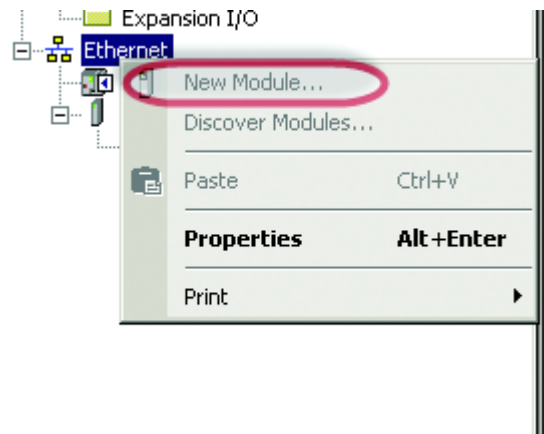 Expansion I/O
Ethernet
New Module...
Discover Modules...
Paste Ctrl+V
Properties Alt+Enter
Print